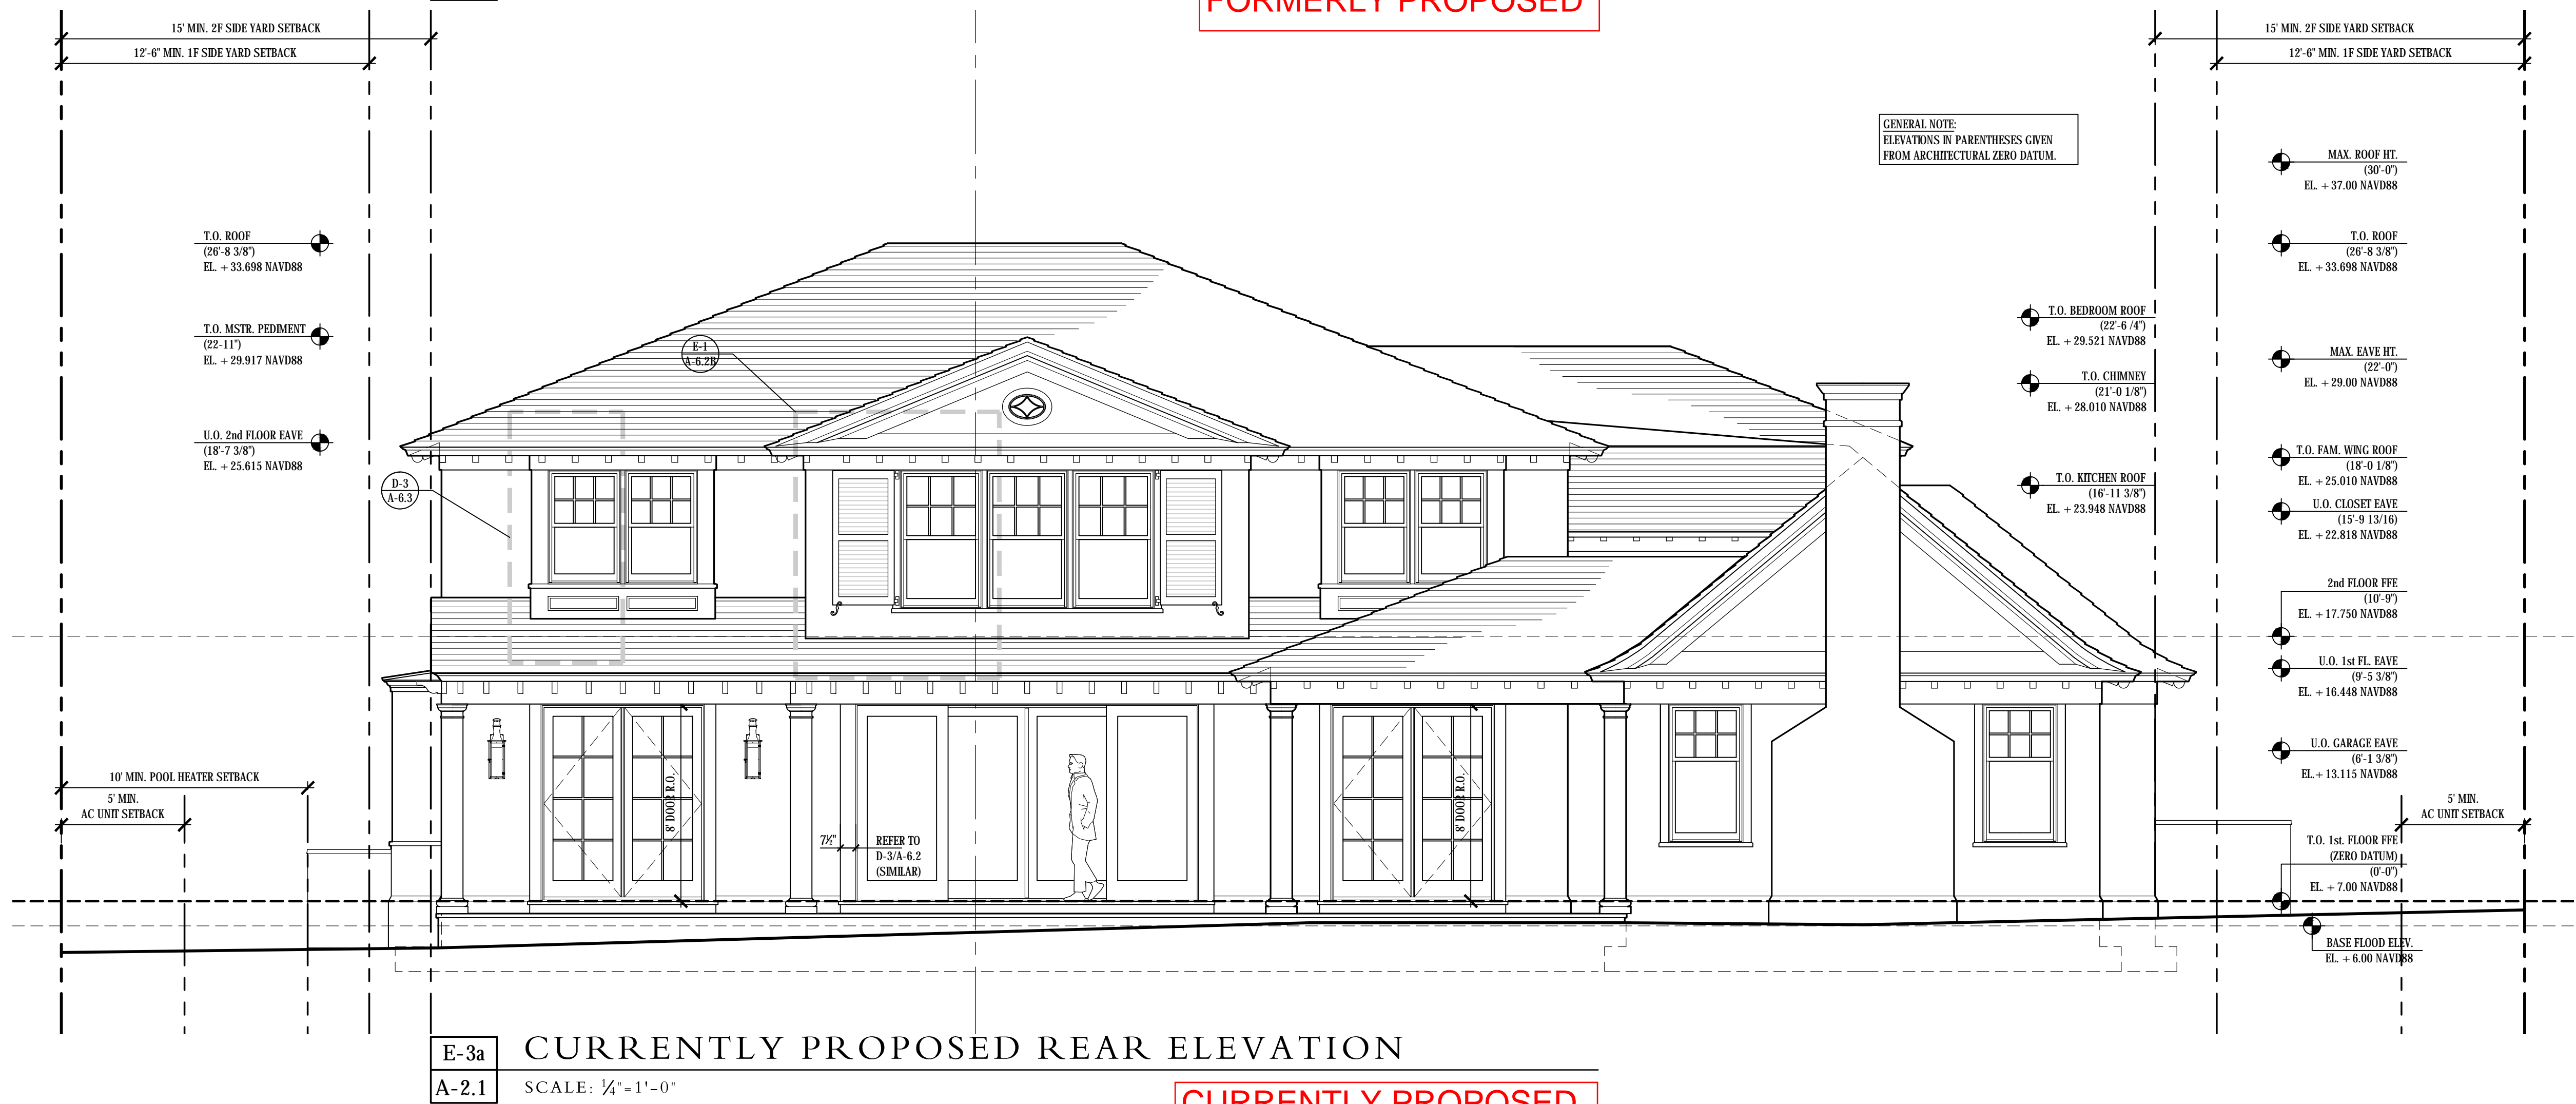 FORMERLY PROPOSED
15' MIN. 2F SIDE YARD SETBACK
12'-6" MIN. 1F SIDE YARD SETBACK
15' MIN. 2F SIDE YARD SETBACK
12'-6" MIN. 1F SIDE YARD SETBACK
GENERAL NOTE:
ELEVATIONS IN PARENTHESES GIVEN
FROM ARCHITECTURAL ZERO DATUM.
T.O. ROOF
(26'-8 3/8")
EL. + 33.698 NAVD88
T.O. MSTR. PEDIMENT
(22-11")
EL. + 29.917 NAVD88
U.O. 2nd FLOOR EAVE
(18'-7 3/8")
EL. + 25.615 NAVD88
E-1
A-6.2B
D-3
A-6.3
T.O. BEDROOM ROOF
(22'-6 /4")
EL. + 29.521 NAVD88
T.O. CHIMNEY
(21'-0 1/8")
EL. + 28.010 NAVD88
T.O. KITCHEN ROOF
(16'-11 3/8")
EL. + 23.948 NAVD88
MAX. ROOF HT.
(30'-0")
EL. + 37.00 NAVD88
T.O. ROOF
(26'-8 3/8")
EL. + 33.698 NAVD88
MAX. EAVE HT.
(22'-0")
EL. + 29.00 NAVD88
T.O. FAM. WING ROOF
(18'-0 1/8")
EL. + 25.010 NAVD88
U.O. CLOSET EAVE
(15'-9 13/16)
EL. + 22.818 NAVD88
2nd FLOOR FFE
(10'-9")
EL. + 17.750 NAVD88
U.O. 1st FL. EAVE
(9'-5 3/8")
EL. + 16.448 NAVD88
U.O. GARAGE EAVE
(6'-1 3/8")
EL.+ 13.115 NAVD88
T.O. 1st. FLOOR FFE
(ZERO DATUM)
(0'-0")
EL. + 7.00 NAVD88
BASE FLOOD ELEV.
EL. + 6.00 NAVD88
10' MIN. POOL HEATER SETBACK
5' MIN.
AC UNIT SETBACK
5' MIN.
AC UNIT SETBACK
8' DOOR R.O.
7½"
REFER TO
D-3/A-6.2
(SIMILAR)
8' DOOR R.O.
E-3a
A-2.1
CURRENTLY PROPOSED REAR ELEVATION
SCALE: ¼"=1'-0"
CURRENTLY PROPOSED